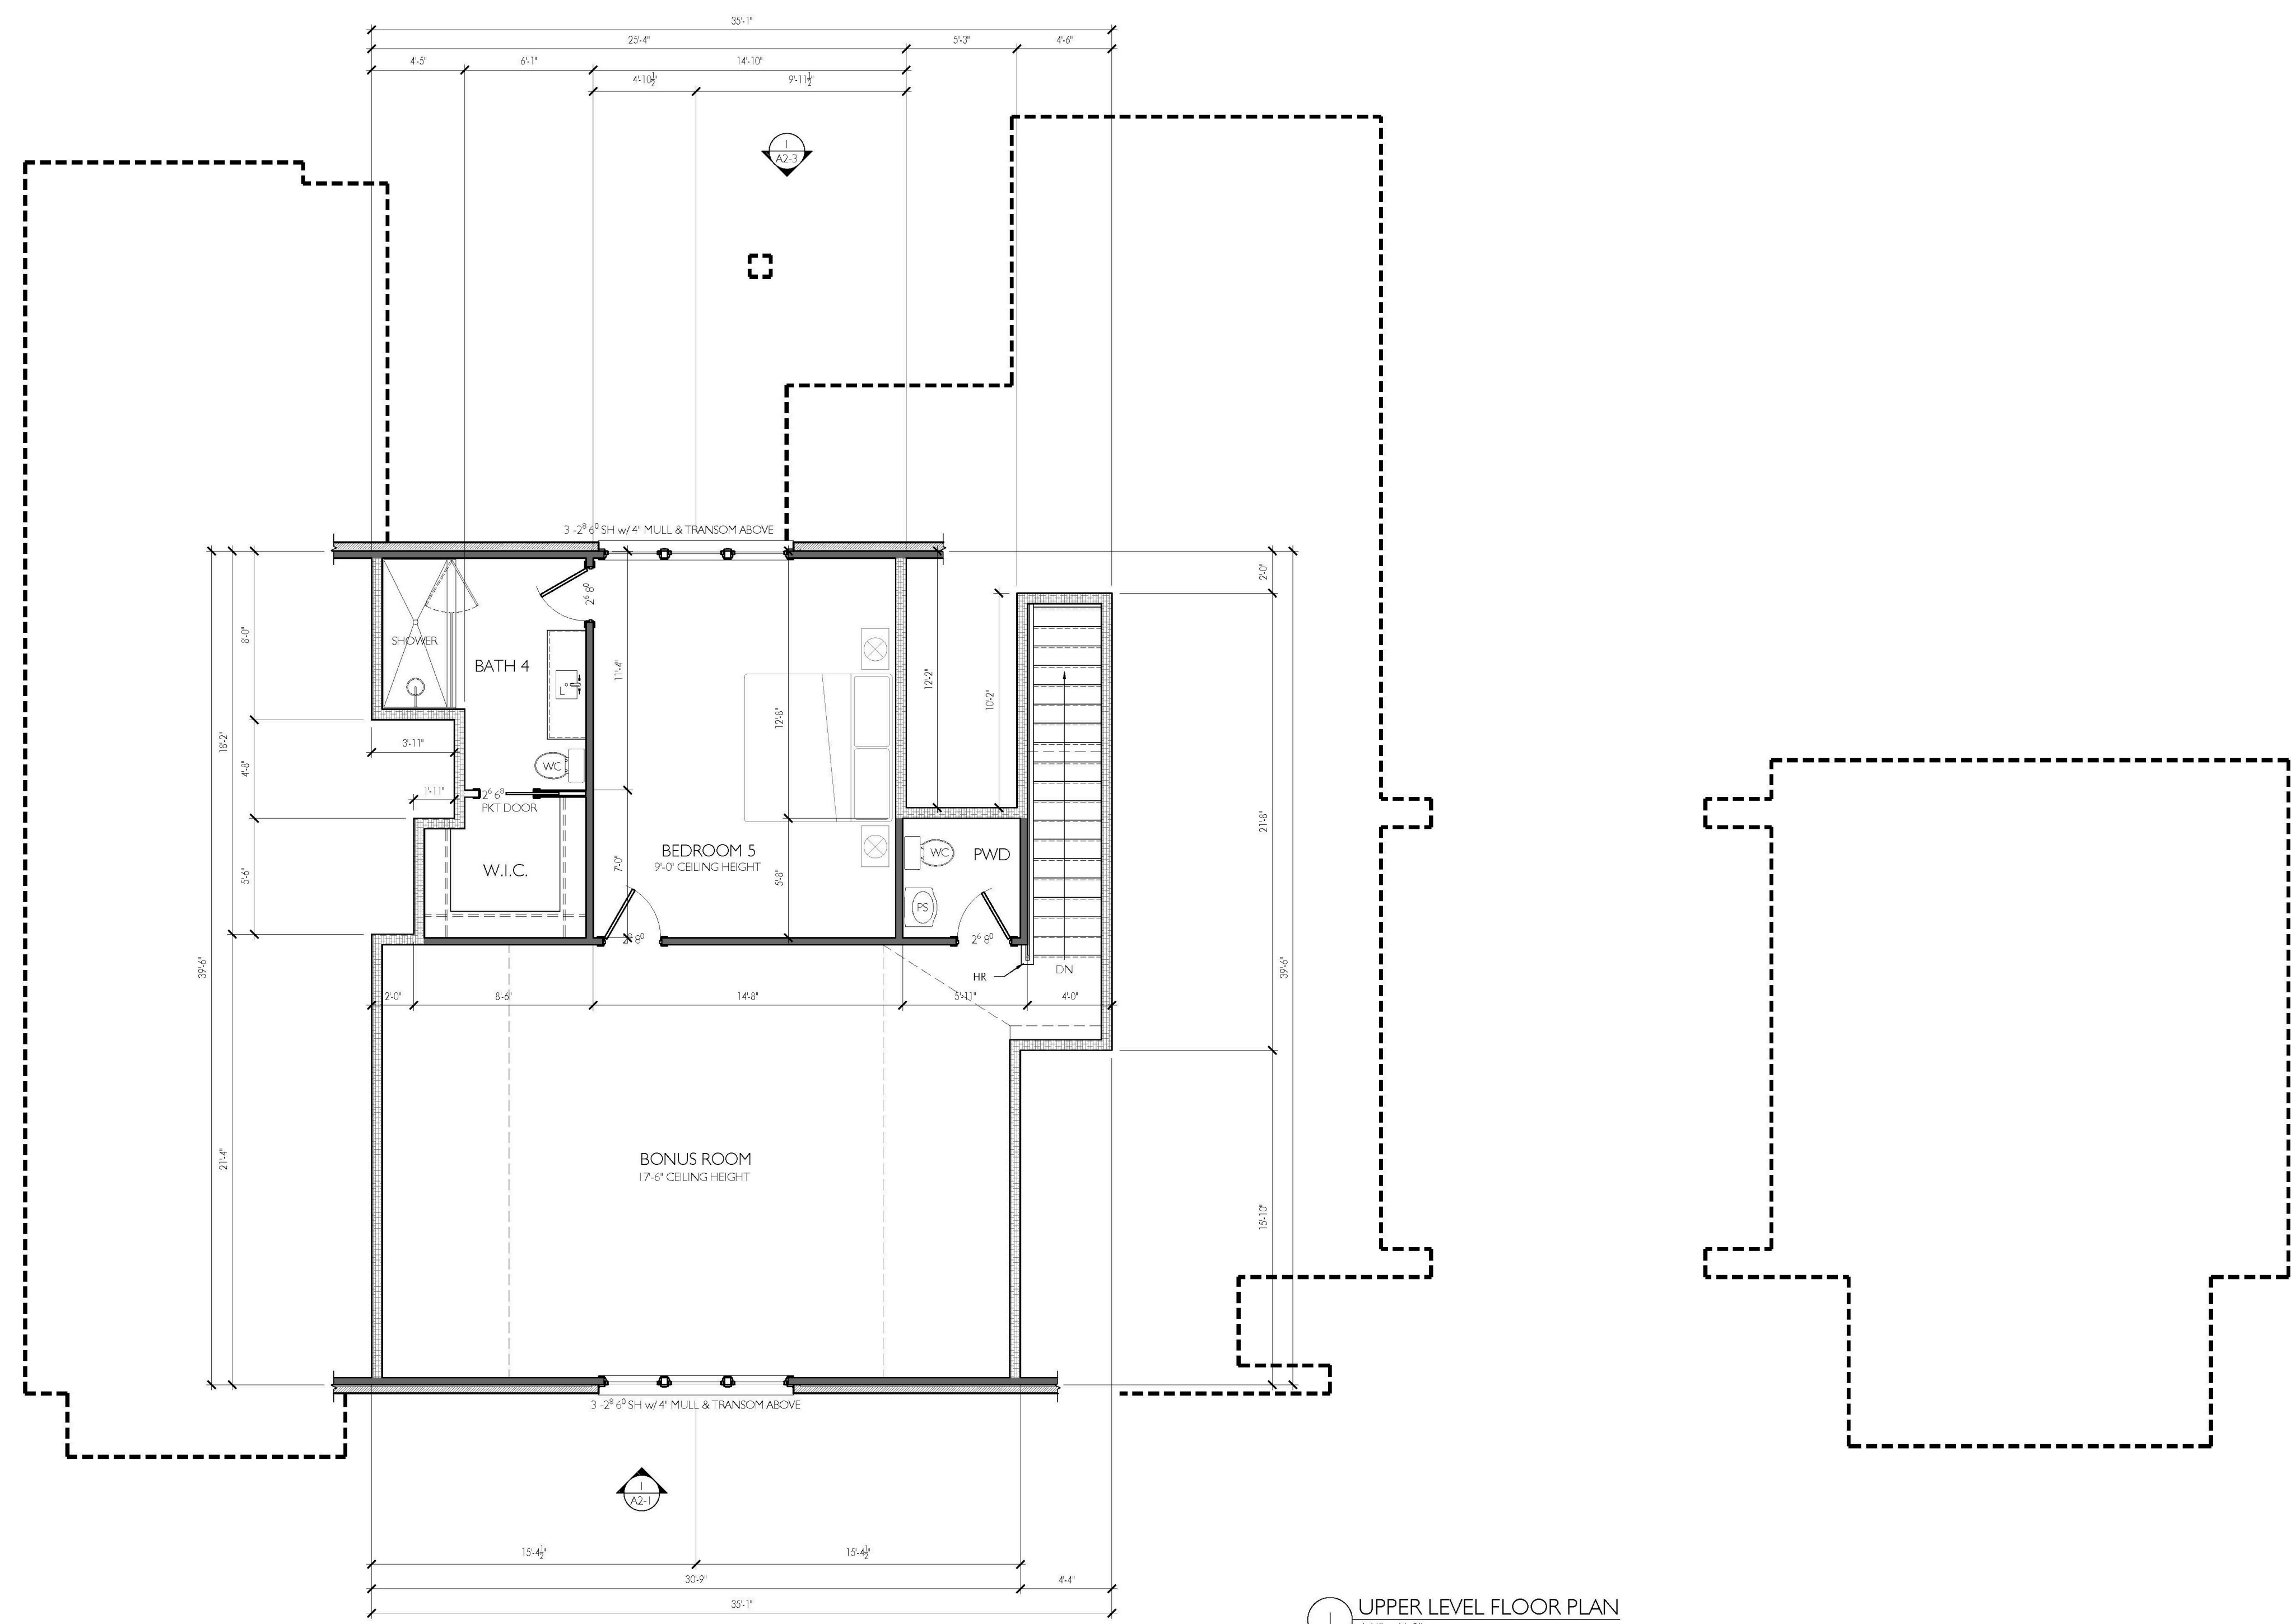 35'-1"
25'-4" 5'-3" 4'-6"
4'-5" 6'-1" 14'-10"
4'-10½" 9'-11½"
1
A2-3
3 -2⁸ 6⁰ SH w/ 4" MULL & TRANSOM ABOVE
2'-0"
2⁶ 8⁰
8'-0"
SHOWER
BATH 4
L
11'-4"
12'-2"
10'-2"
12'-8"
18'-2"
3'-11"
4'-8"
WC
1'-11"
2⁶ 6⁸
PKT DOOR
21'-8"
BEDROOM 5
9'-0" CEILING HEIGHT
WC PWD
W.I.C.
7'-0"
5'-8"
5'-6"
PS
2⁸ 8⁰
2⁶ 8⁰
39'-6"
39'-6"
HR
DN
2'-0" 8'-6" 14'-8" 5'-11" 4'-0"
21'-4"
BONUS ROOM
17'-6" CEILING HEIGHT
15'-10"
3 -2⁸ 6⁰ SH w/ 4" MULL & TRANSOM ABOVE
1
A2-1
15'-4½" 15'-4½"
30'-9" 4'-4"
35'-1"
1 UPPER LEVEL FLOOR PLAN